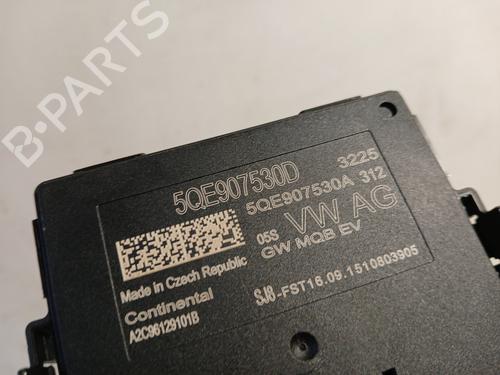 B-PARTS
5QE907530D
3225
5QE907530A 312
05S VW AG
GW MQB EV
Made in Czech Republic
Continental
A2C96129101B
SJ8-FST16.09.1510803905